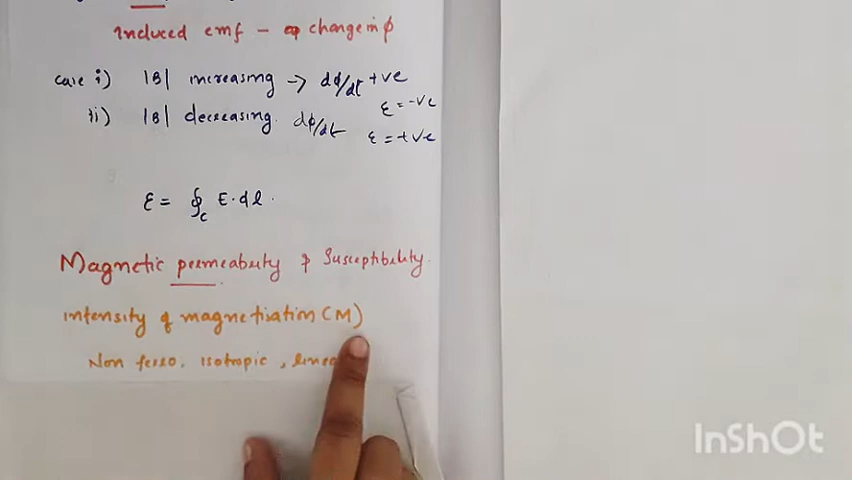 Induced emf - change in ϕ
case i) |B| increasing → dϕ/dt +ve
ε = -ve
ii) |B| decreasing. dϕ/dt
ε = +ve
ε = ∮c E·dl.
Magnetic permeability & Susceptibility.
intensity of magnetisation (M)
Non ferro, isotropic,
InShOt